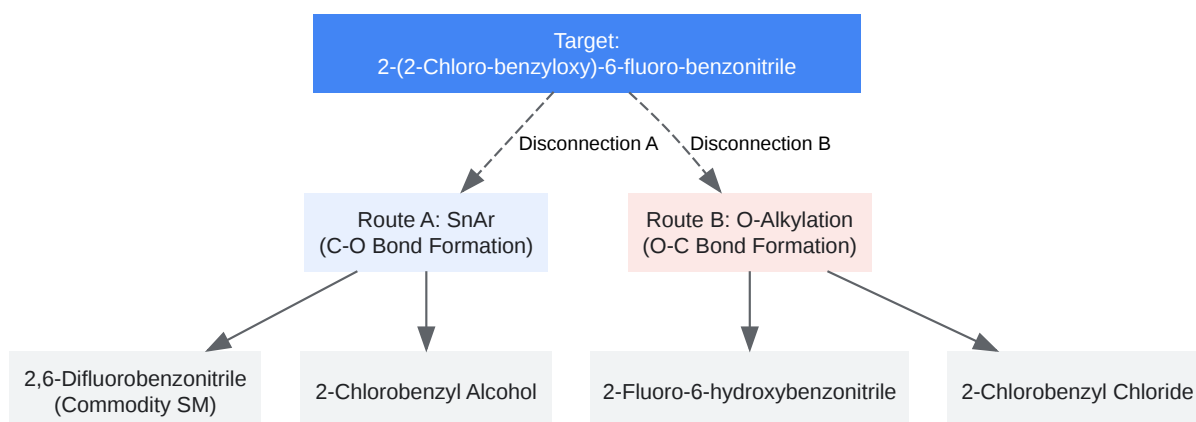 Target:
2-(2-Chloro-benzyloxy)-6-fluoro-benzonitrile
Disconnection A
Disconnection B
Route A: SnAr
(C-O Bond Formation)
Route B: O-Alkylation
(O-C Bond Formation)
2,6-Difluorobenzonitrile
(Commodity SM)
2-Chlorobenzyl Alcohol
2-Fluoro-6-hydroxybenzonitrile
2-Chlorobenzyl Chloride